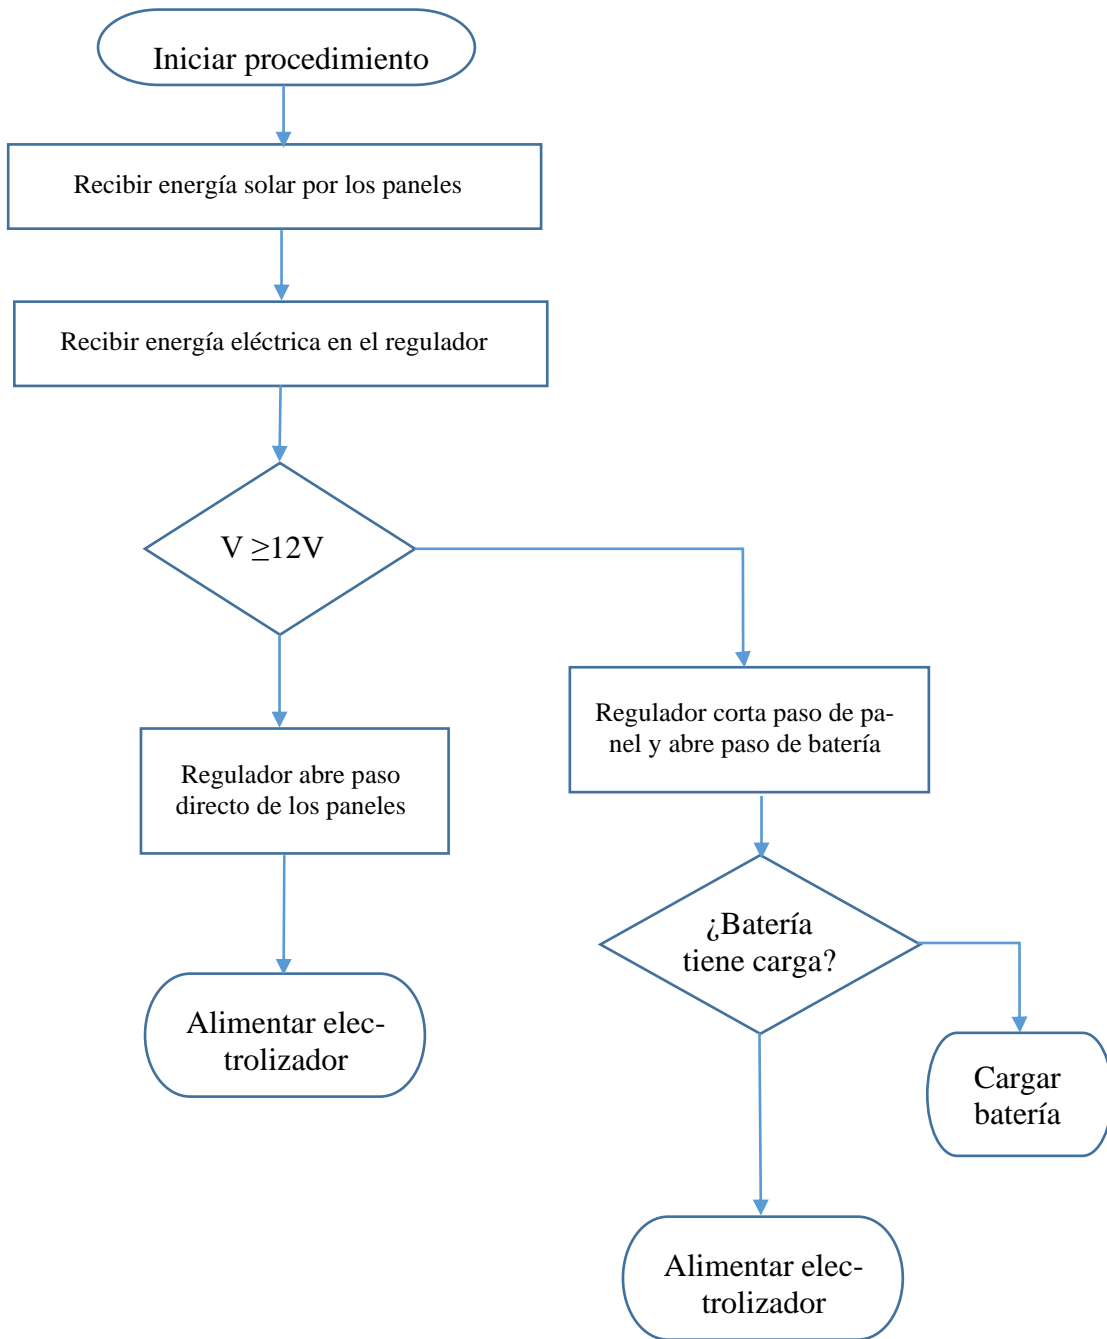 Iniciar procedimiento
Recibir energía solar por los paneles
Recibir energía eléctrica en el regulador
V ≥12V
Regulador abre paso
directo de los paneles
Alimentar elec-
trolizador
Regulador corta paso de pa-
nel y abre paso de batería
¿Batería
tiene carga?
Cargar
batería
Alimentar elec-
trolizador